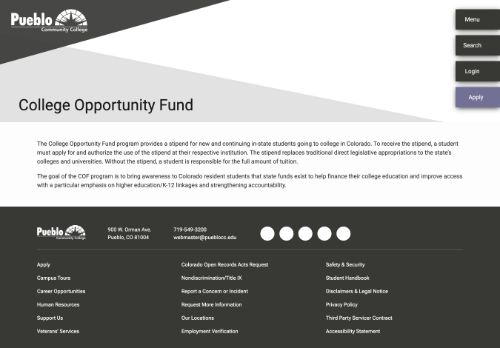 Pueblo
Community College
Menu
Search
Login
Apply
College Opportunity Fund
The College Opportunity Fund program provides a stipend for new and continuing in-state students going to college in Colorado. To receive the stipend, a student
must apply for and authorize the use of the stipend at their respective institution. The stipend replaces traditional direct legislative appropriations to the state's
colleges and universities. Without the stipend, a student is responsible for the full amount of tuition.
The goal of the COF program is to bring awareness to Colorado resident students that state funds exist to help finance their college education and improve access
with a particular emphasis on higher education/K-12 linkages and strengthening accountability.
Pueblo
Community College
900 W. Orman Ave.
Pueblo, CO 81004
719-549-3200
webmaster@pueblocc.edu
Apply
Campus Tours
Career Opportunities
Human Resources
Support Us
Veterans' Services
Colorado Open Records Acts Request
Nondiscrimination/Title IX
Report a Concern or Incident
Request More Information
Our Locations
Employment Verification
Safety & Security
Student Handbook
Disclaimers & Legal Notice
Privacy Policy
Third Party Servicer Contract
Accessibility Statement